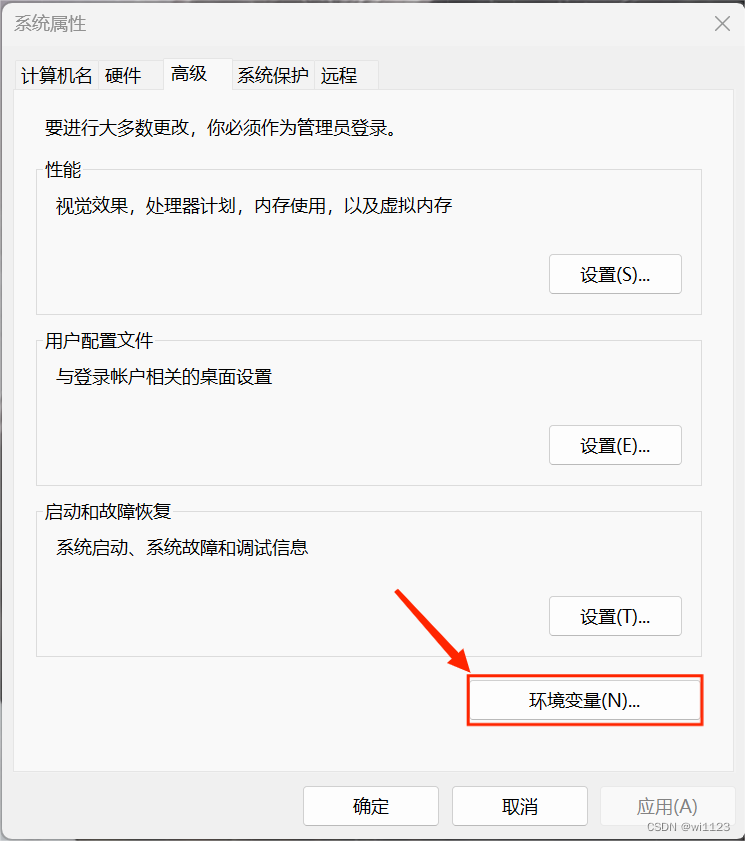 系统属性
计算机名 硬件 高级 系统保护 远程
要进行大多数更改，你必须作为管理员登录。
性能
视觉效果，处理器计划，内存使用，以及虚拟内存
设置(S)...
用户配置文件
与登录帐户相关的桌面设置
设置(E)...
启动和故障恢复
系统启动、系统故障和调试信息
设置(T)...
环境变量(N)...
确定 取消 应用(A)
CSDN @wi1123